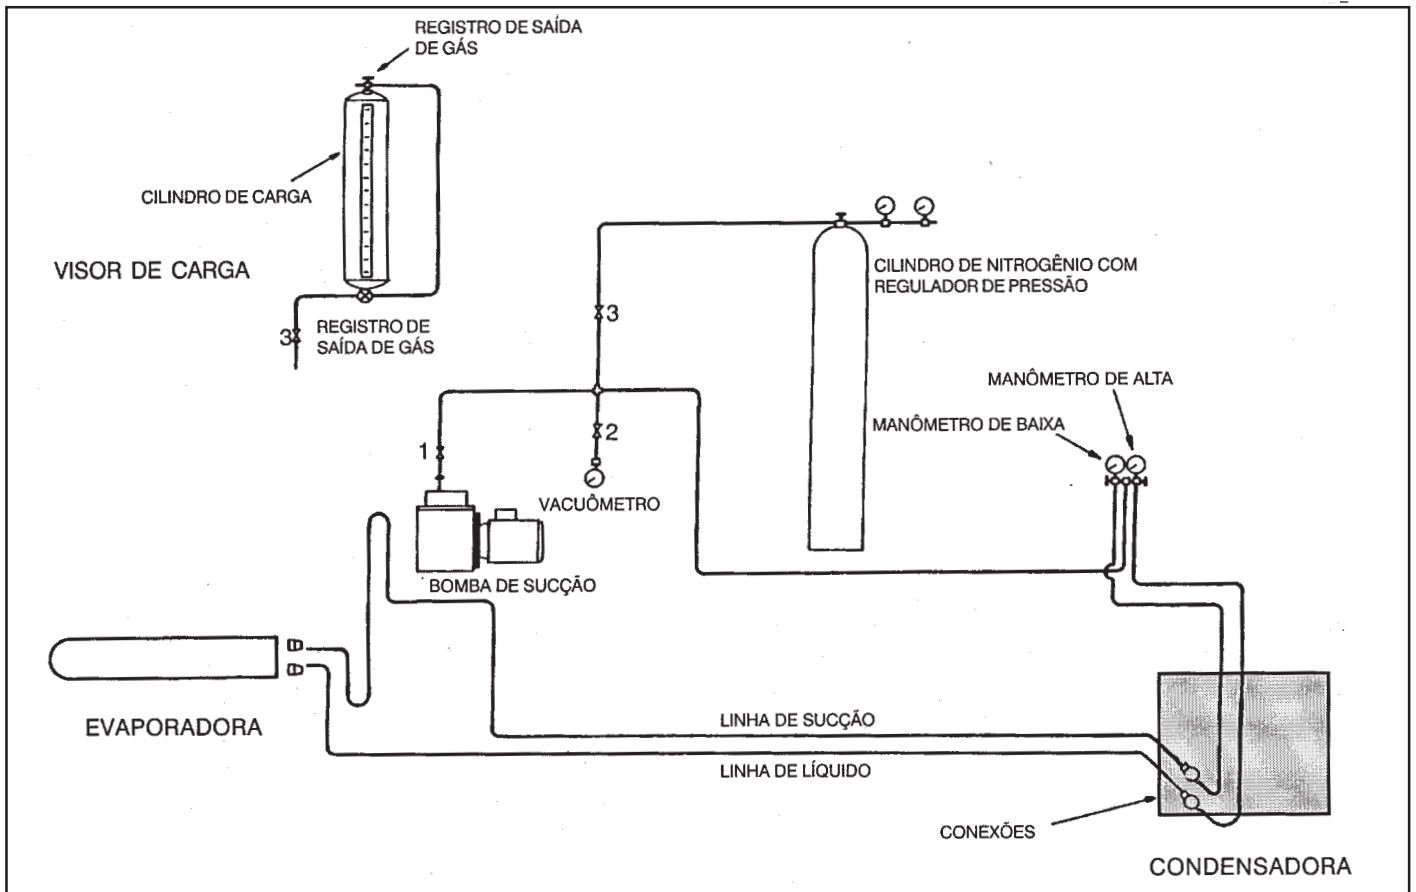 REGISTRO DE SAÍDA
DE GÁS
CILINDRO DE CARGA
VISOR DE CARGA
3
REGISTRO DE
SAÍDA DE GÁS
CILINDRO DE NITROGÊNIO COM
REGULADOR DE PRESSÃO
3
MANÔMETRO DE ALTA
MANÔMETRO DE BAIXA
1
2
VACUÔMETRO
BOMBA DE SUCÇÃO
EVAPORADORA
LINHA DE SUCÇÃO
LINHA DE LÍQUIDO
CONEXÕES
CONDENSADORA